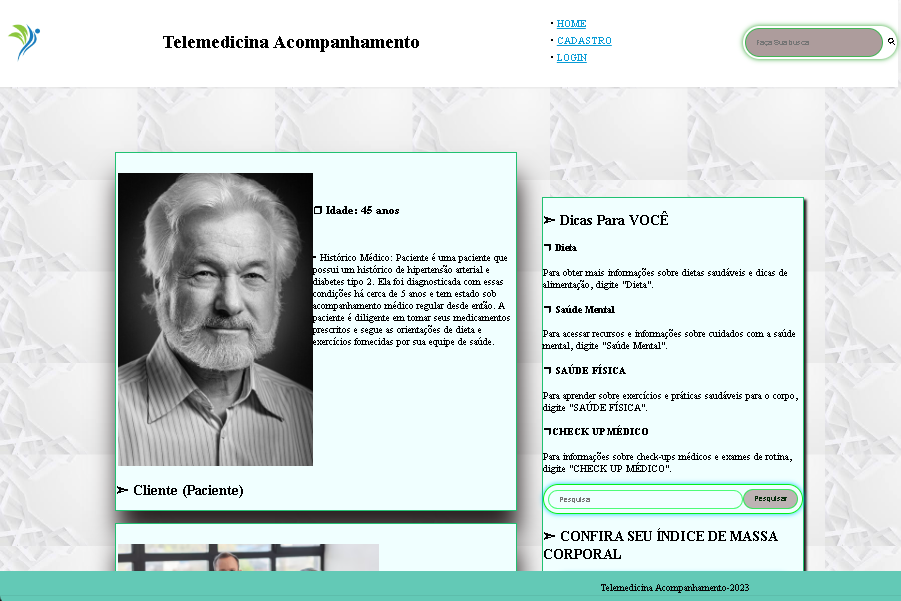 Telemedicina Acompanhamento
• HOME
• CADASTRO
• LOGIN
Faça Sua busca
❐ Idade: 45 anos
• Histórico Médico: Paciente é uma paciente que
possui um histórico de hipertensão arterial e
diabetes tipo 2. Ela foi diagnosticada com essas
condições há cerca de 5 anos e tem estado sob
acompanhamento médico regular desde então. A
paciente é diligente em tomar seus medicamentos
prescritos e segue as orientações de dieta e
exercícios fornecidas por sua equipe de saúde.
➣ Cliente (Paciente)
➣ Dicas Para VOCÊ
❐ Dieta
Para obter mais informações sobre dietas saudáveis e dicas de
alimentação, digite "Dieta".
❐ Saúde Mental
Para acessar recursos e informações sobre cuidados com a saúde
mental, digite "Saúde Mental".
❐ SAÚDE FÍSICA
Para aprender sobre exercícios e práticas saudáveis para o corpo,
digite "SAÚDE FÍSICA".
❐CHECK UP MÉDICO
Para informações sobre check-ups médicos e exames de rotina,
digite "CHECK UP MÉDICO".
Pesquisa Pesquisar
➣ CONFIRA SEU ÍNDICE DE MASSA
CORPORAL
Telemedicina Acompanhamento-2023